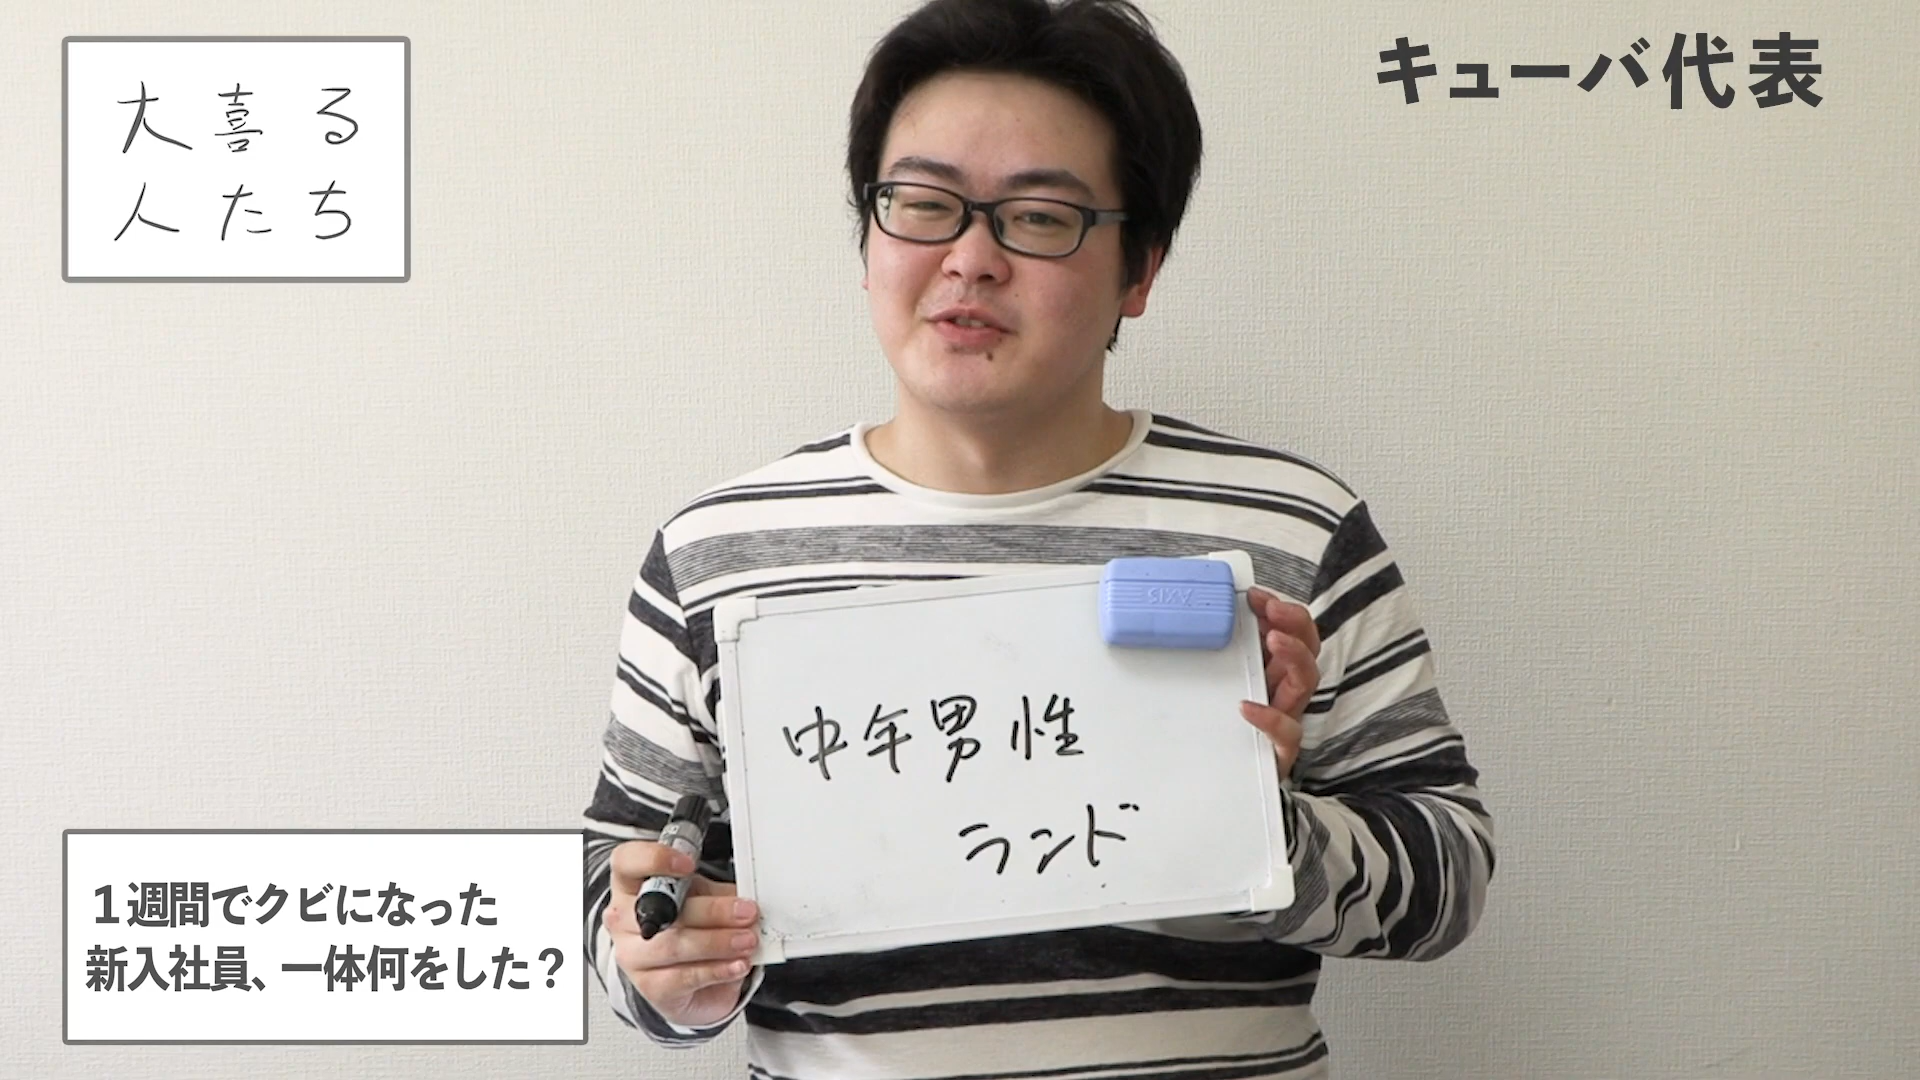 大喜る
人たち
キューバ代表
AXIS
中年男性
ランド
１週間でクビになった
新入社員、一体何をした？